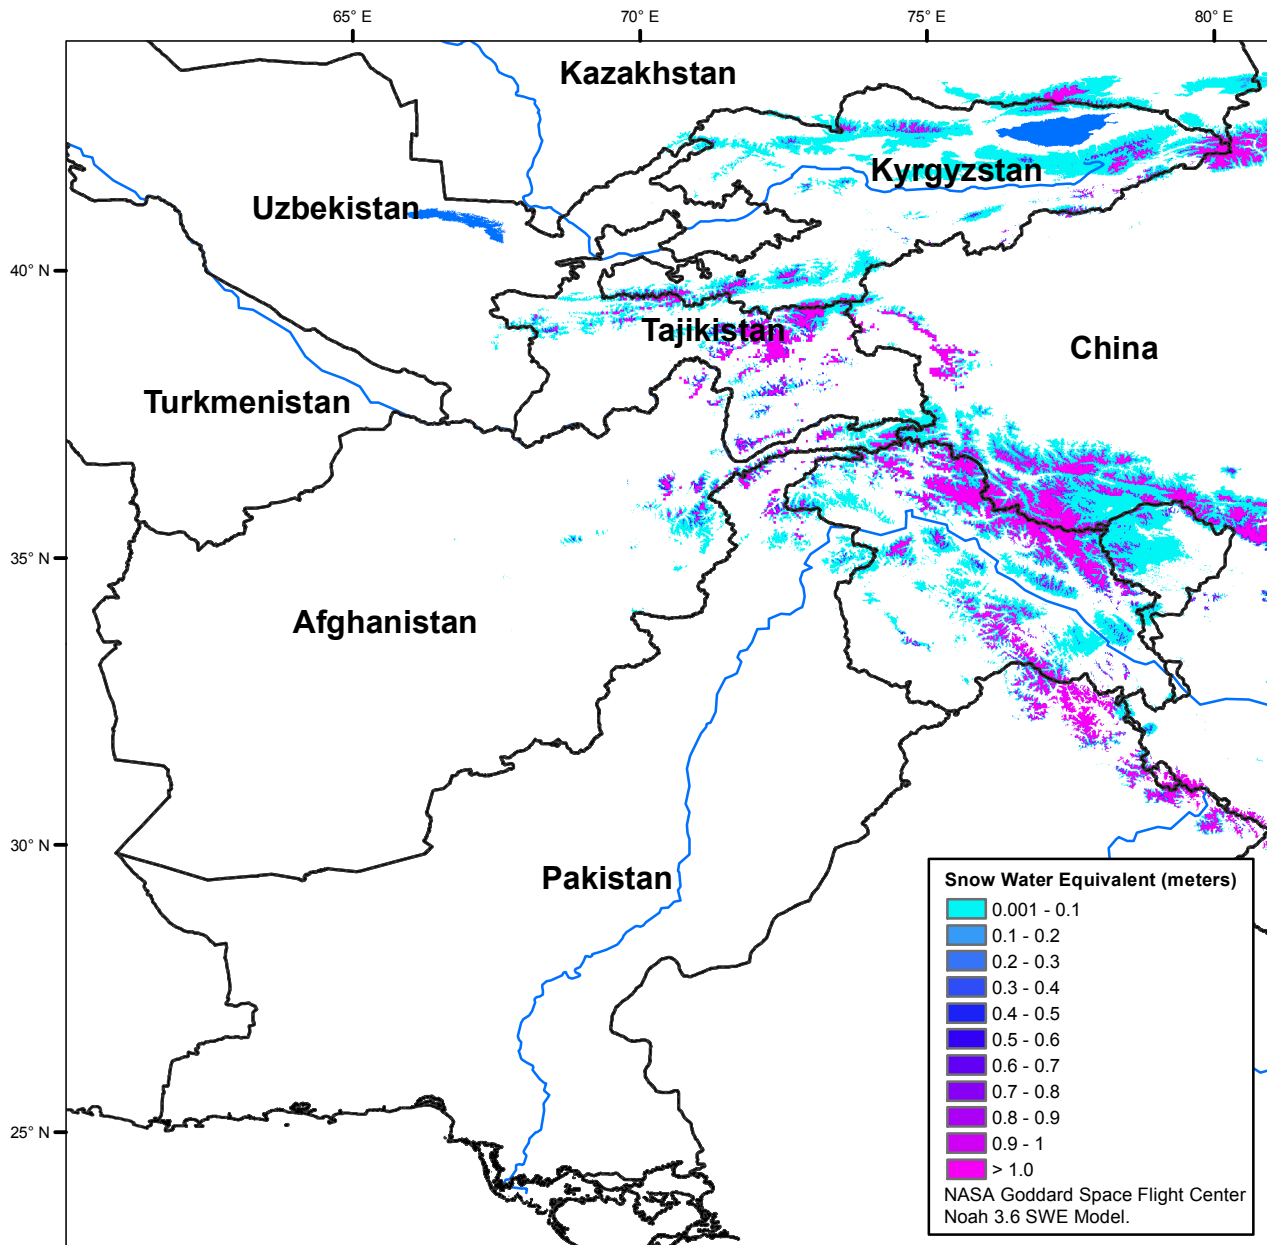 65° E
70° E
75° E
80° E
Kazakhstan
Kyrgyzstan
Uzbekistan
40° N
Tajikistan
China
Turkmenistan
35° N
Afghanistan
30° N
Pakistan
25° N
Snow Water Equivalent (meters)
0.001 - 0.1
0.1 - 0.2
0.2 - 0.3
0.3 - 0.4
0.4 - 0.5
0.5 - 0.6
0.6 - 0.7
0.7 - 0.8
0.8 - 0.9
0.9 - 1
> 1.0
NASA Goddard Space Flight Center
Noah 3.6 SWE Model.